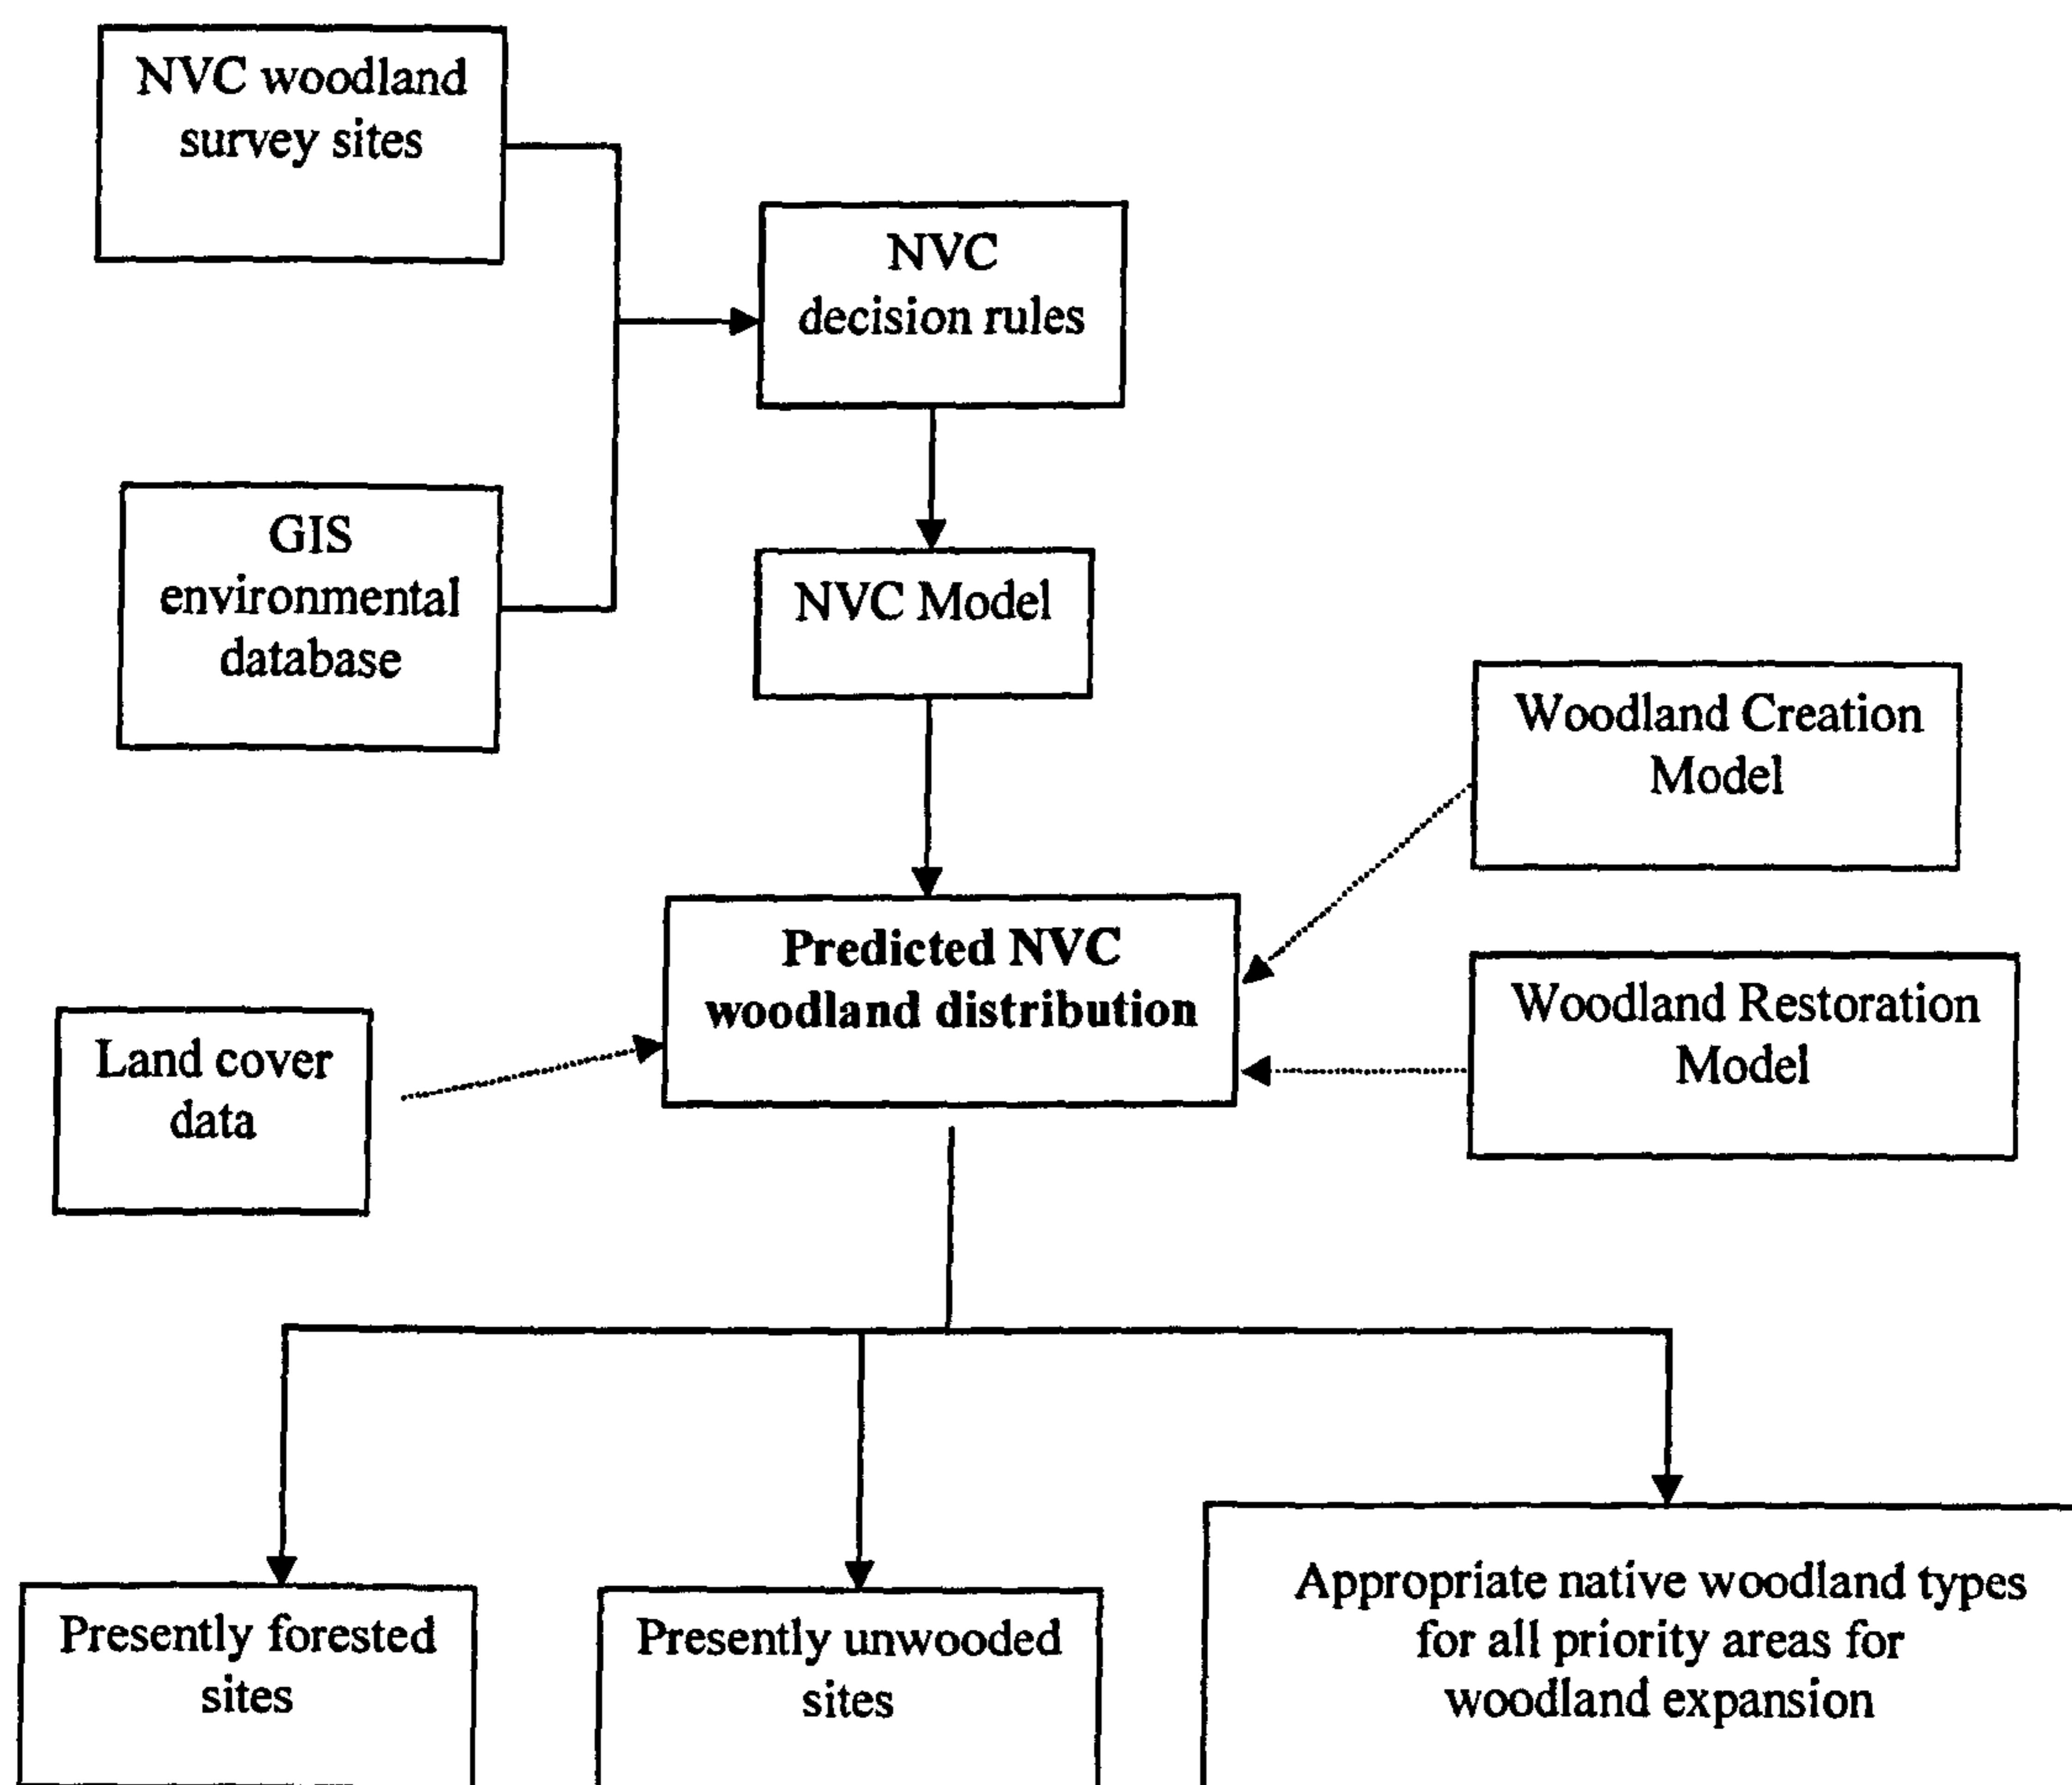 NVC woodland
survey sites
NVC
decision rules
GIS
environmental
database
NVC Model
Woodland Creation
Model
Predicted NVC
woodland distribution
Woodland Restoration
Model
Land cover
data
Presently forested
sites
Presently unwooded
sites
Appropriate native woodland types
for all priority areas for
woodland expansion